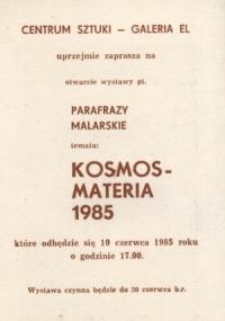 CENTRUM SZTUKI – GALERIA EL
uprzejmie zaprasza na
otwarcie wystawy pt.
PARAFRAZY
MALARSKIE
tematu:
KOSMOS-
MATERIA
1985
które odbędzie się 10 czerwca 1985 roku
o godzinie 17.00.
Wystawa czynna będzie do 30 czerwca b.r.